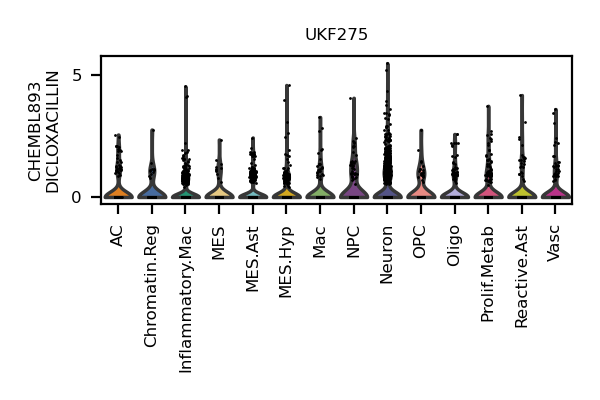 UKF275
CHEMBL893
DICLOXACILLIN
5
0
AC
Chromatin.Reg
Inflammatory.Mac
MES
MES.Ast
MES.Hyp
Mac
NPC
Neuron
OPC
Oligo
Prolif.Metab
Reactive.Ast
Vasc